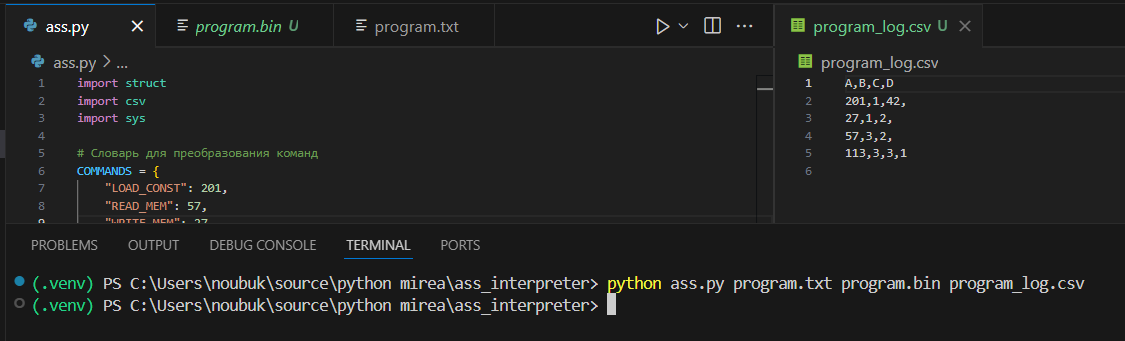 ass.py
program.bin U
program.txt
program_log.csv U
ass.py > ...
1 import struct
2 import csv
3 import sys
4
5 # Словарь для преобразования команд
6 COMMANDS = {
7 "LOAD_CONST": 201,
8 "READ_MEM": 57,
9 "WRITE_MEM": 27,
program_log.csv
1 A,B,C,D
2 201,1,42,
3 27,1,2,
4 57,3,2,
5 113,3,3,1
6
PROBLEMS OUTPUT DEBUG CONSOLE TERMINAL PORTS
(.venv) PS C:\Users\noubuk\source\python mirea\ass_interpreter> python ass.py program.txt program.bin program_log.csv
(.venv) PS C:\Users\noubuk\source\python mirea\ass_interpreter>